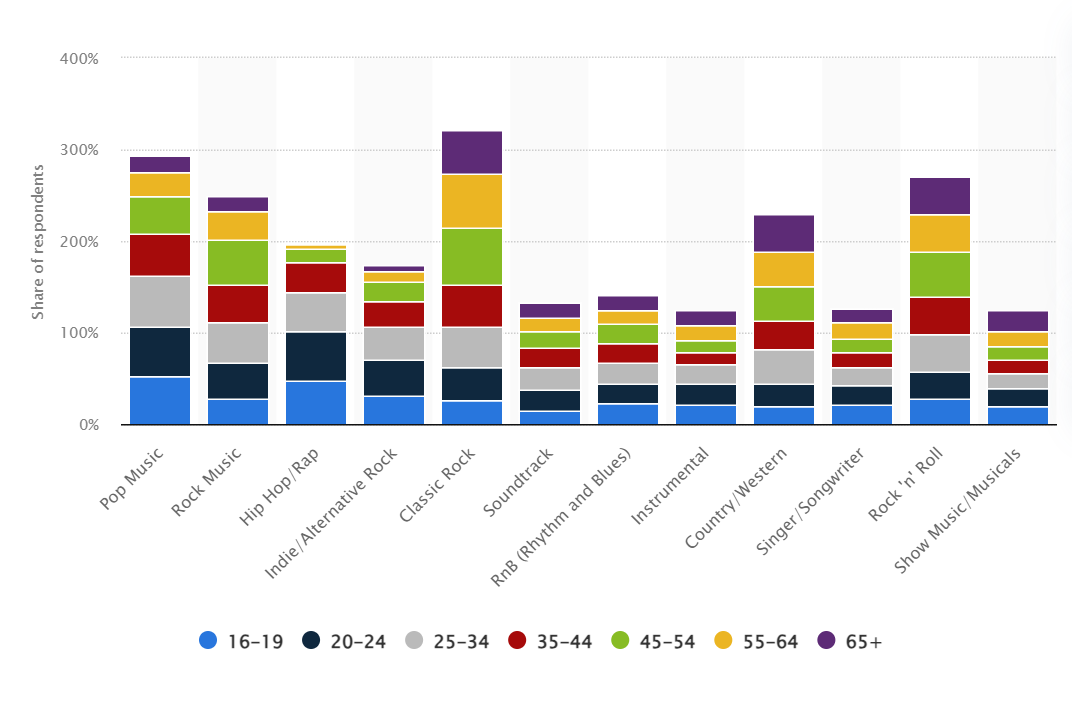 400%
300%
200%
100%
0%
Share of respondents
Pop Music
Rock Music
Hip Hop/Rap
Indie/Alternative Rock
Classic Rock
Soundtrack
RnB (Rhythm and Blues)
Instrumental
Country/Western
Singer/Songwriter
Rock 'n' Roll
Show Music/Musicals
16–19
20–24
25–34
35–44
45–54
55–64
65+